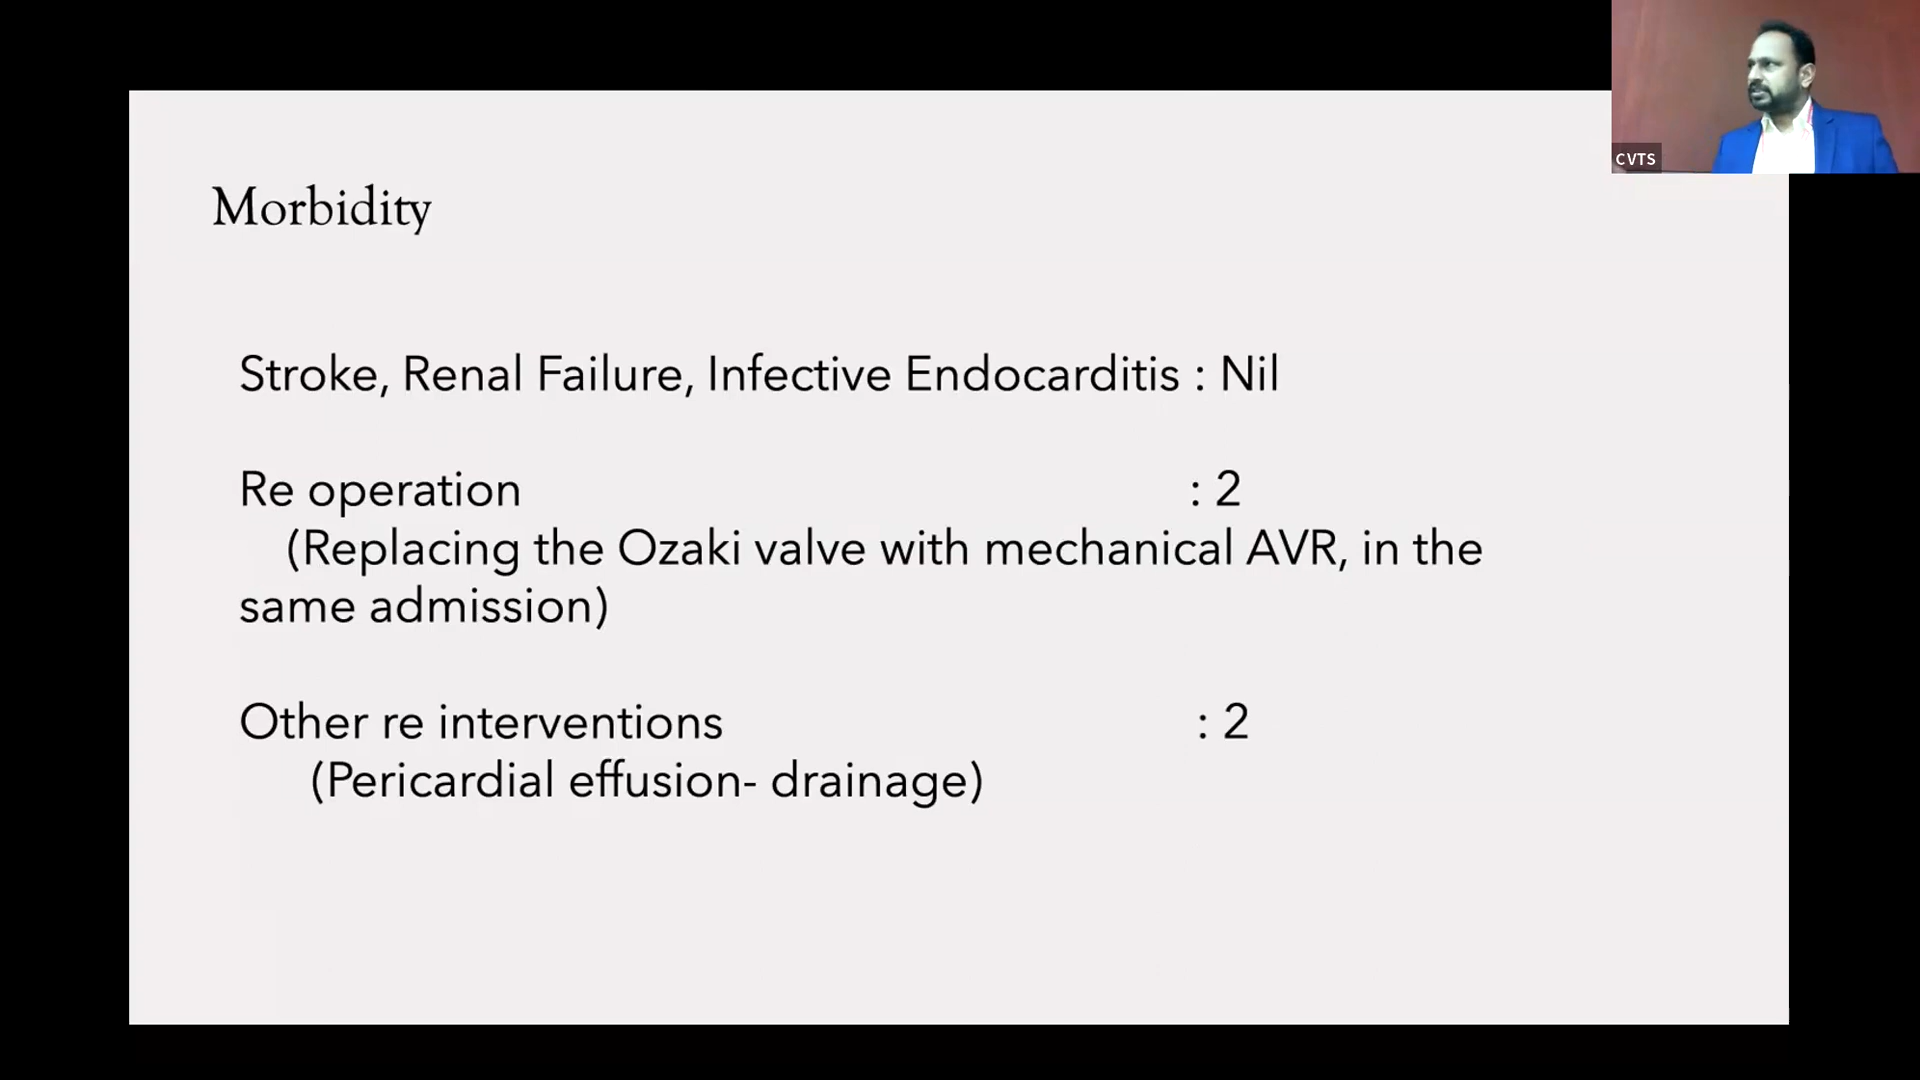 CVTS
Morbidity
Stroke, Renal Failure, Infective Endocarditis : Nil
Re operation : 2
(Replacing the Ozaki valve with mechanical AVR, in the
same admission)
Other re interventions : 2
(Pericardial effusion- drainage)